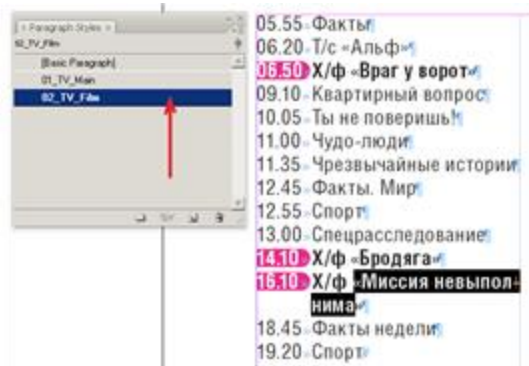 Paragraph Styles
02_TV_Film
[Basic Paragraph]
01_TV_Main
02_TV_Film
05.55 Факты
06.20 Т/с «Альф»
06.50 Х/ф «Враг у ворот»
09.10 Квартирный вопрос
10.05 Ты не поверишь!
11.00 Чудо-люди
11.35 Чрезвычайные истории
12.45 Факты. Мир
12.55 Спорт
13.00 Спецрасследование
14.10 Х/ф «Бродяга»
16.10 Х/ф «Миссия невыпол-
нима»
18.45 Факты недели
19.20 Спорт